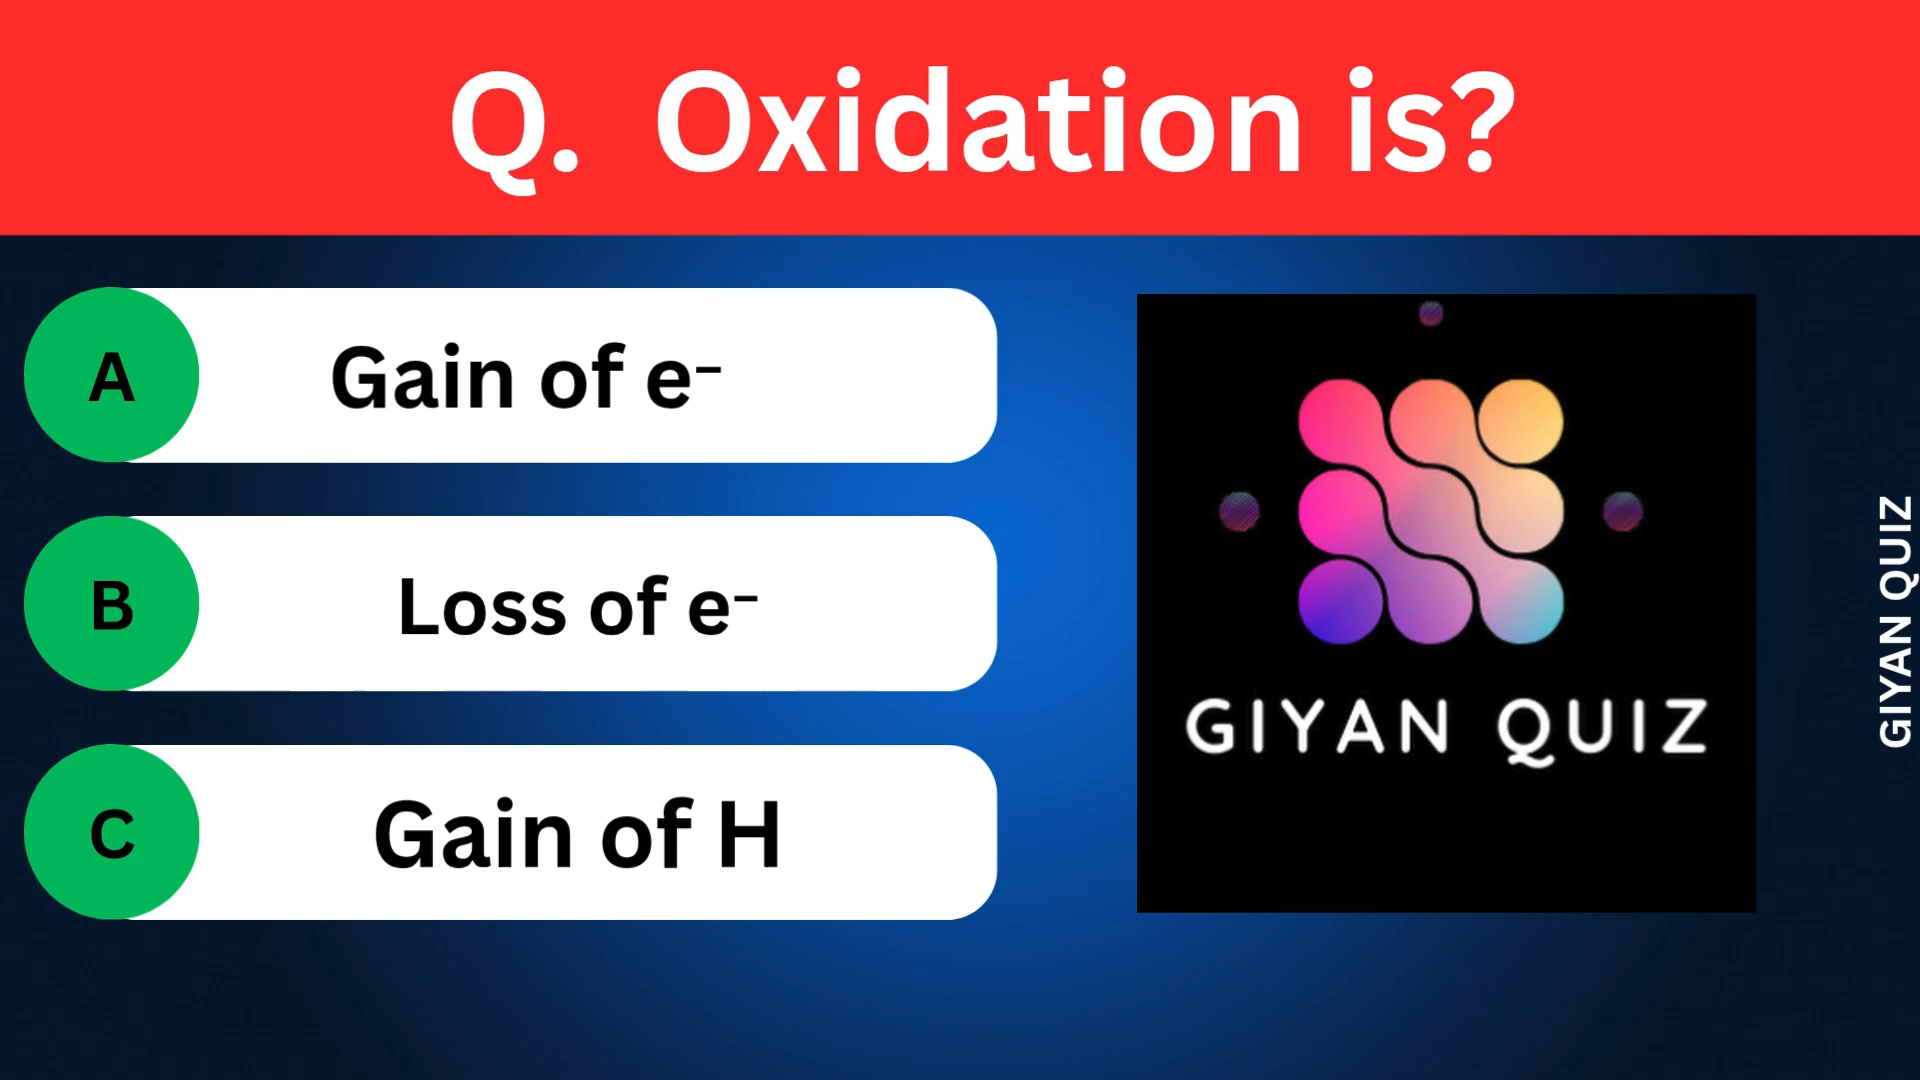 Q. Oxidation is?
A Gain of e⁻
B Loss of e⁻
C Gain of H
GIYAN QUIZ
GIYAN QUIZ